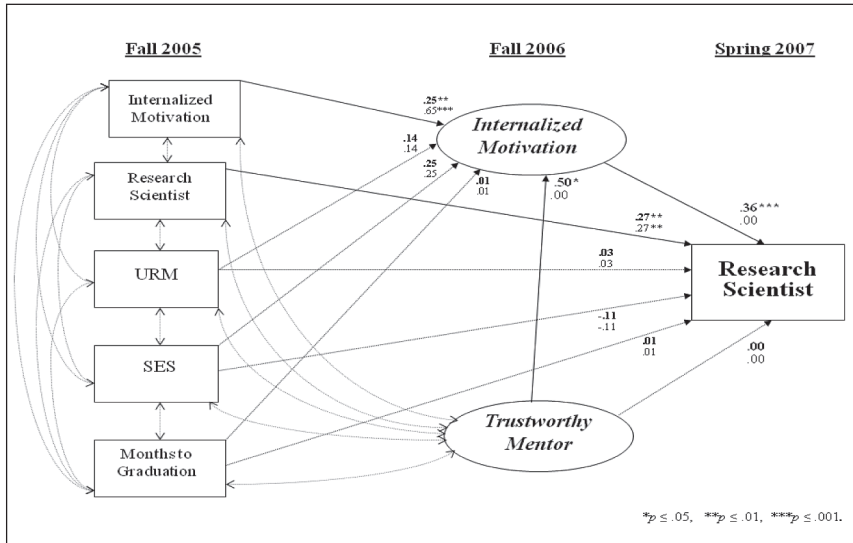 Fall 2005
Fall 2006
Spring 2007
Internalized
Motivation
Research
Scientist
URM
SES
Months to
Graduation
.25**
.65***
.14
.14
.25
.25
.01
.01
Internalized
Motivation
.50*
.00
.27**
.27**
.36***
.00
.03
.03
-.11
-.11
.01
.01
.00
.00
Research
Scientist
Trustworthy
Mentor
*p ≤ .05, **p ≤ .01, ***p ≤ .001.